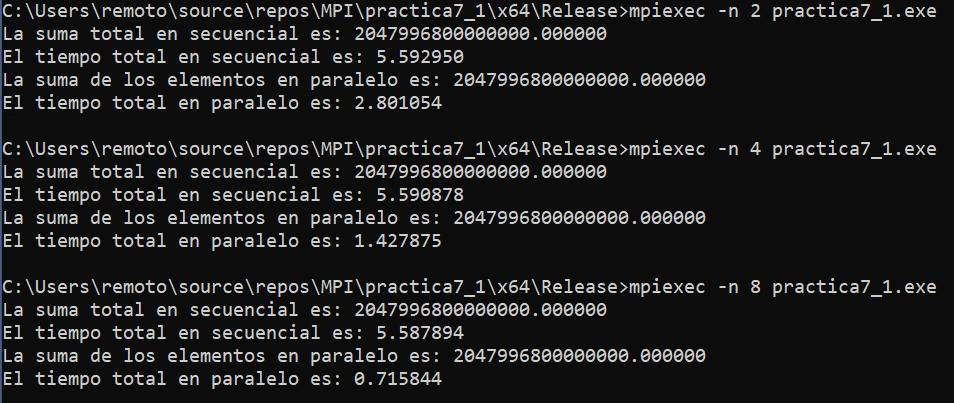 C:\Users\remoto\source\repos\MPI\practica7_1\x64\Release>mpiexec -n 2 practica7_1.exe
La suma total en secuencial es: 2047996800000000.000000
El tiempo total en secuencial es: 5.592950
La suma de los elementos en paralelo es: 2047996800000000.000000
El tiempo total en paralelo es: 2.801054
C:\Users\remoto\source\repos\MPI\practica7_1\x64\Release>mpiexec -n 4 practica7_1.exe
La suma total en secuencial es: 2047996800000000.000000
El tiempo total en secuencial es: 5.590878
La suma de los elementos en paralelo es: 2047996800000000.000000
El tiempo total en paralelo es: 1.427875
C:\Users\remoto\source\repos\MPI\practica7_1\x64\Release>mpiexec -n 8 practica7_1.exe
La suma total en secuencial es: 2047996800000000.000000
El tiempo total en secuencial es: 5.587894
La suma de los elementos en paralelo es: 2047996800000000.000000
El tiempo total en paralelo es: 0.715844